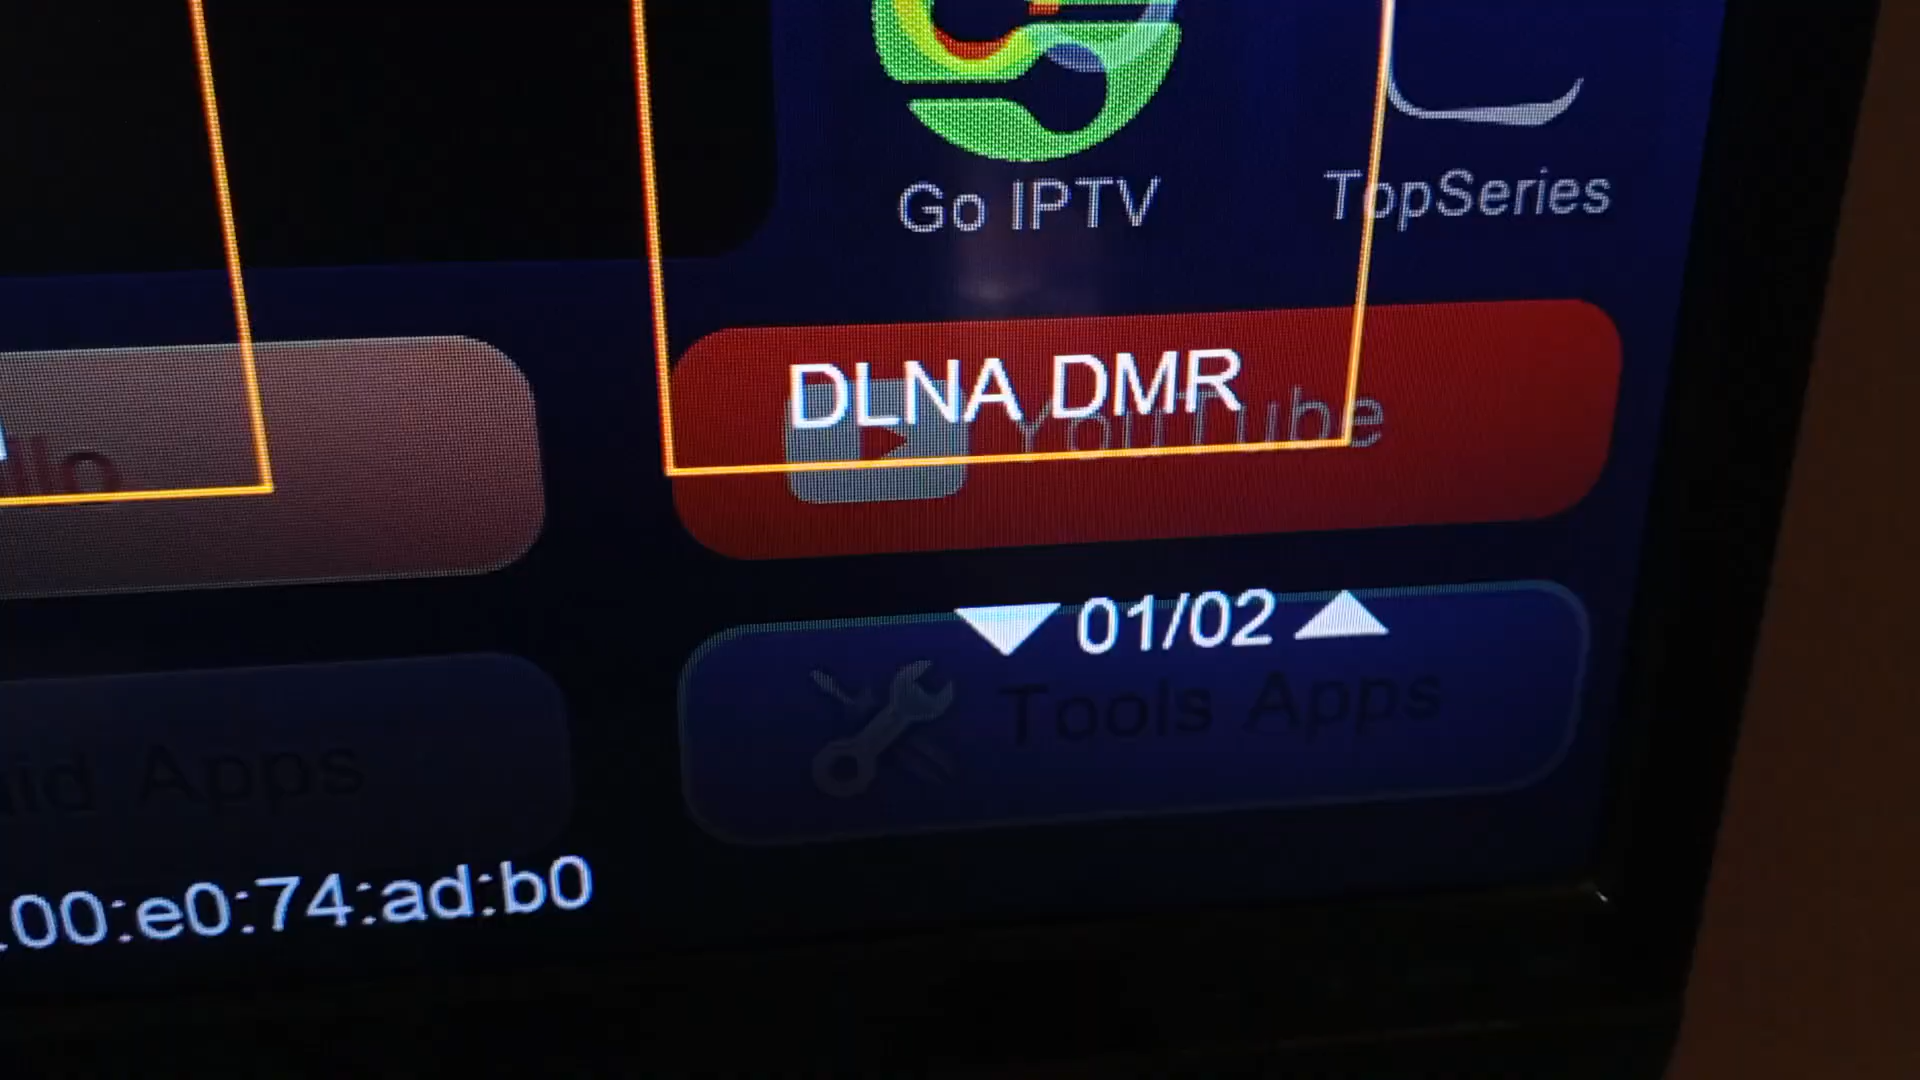 Go IPTV
TopSeries
DLNA DMR
YouTube
01/02
Tools Apps
Apps
00:e0:74:ad:b0